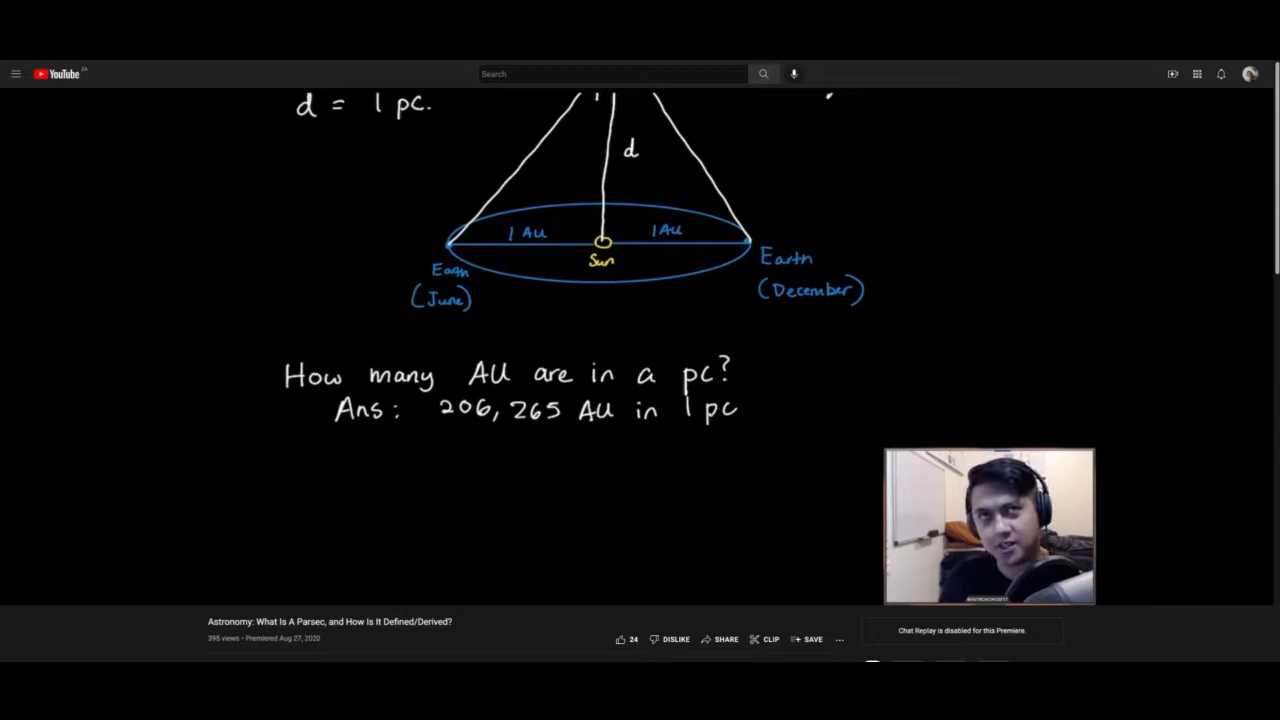 YouTube ZA
Search
d = 1 pc.
d
1 AU
1 AU
Sun
Earth
(June)
Earth
(December)
How many AU are in a pc?
Ans: 206,265 AU in 1 pc
Astronomy: What Is A Parsec, and How Is It Defined/Derived?
395 views • Premiered Aug 27, 2020
24
DISLIKE
SHARE
CLIP
SAVE
Chat Replay is disabled for this Premiere.